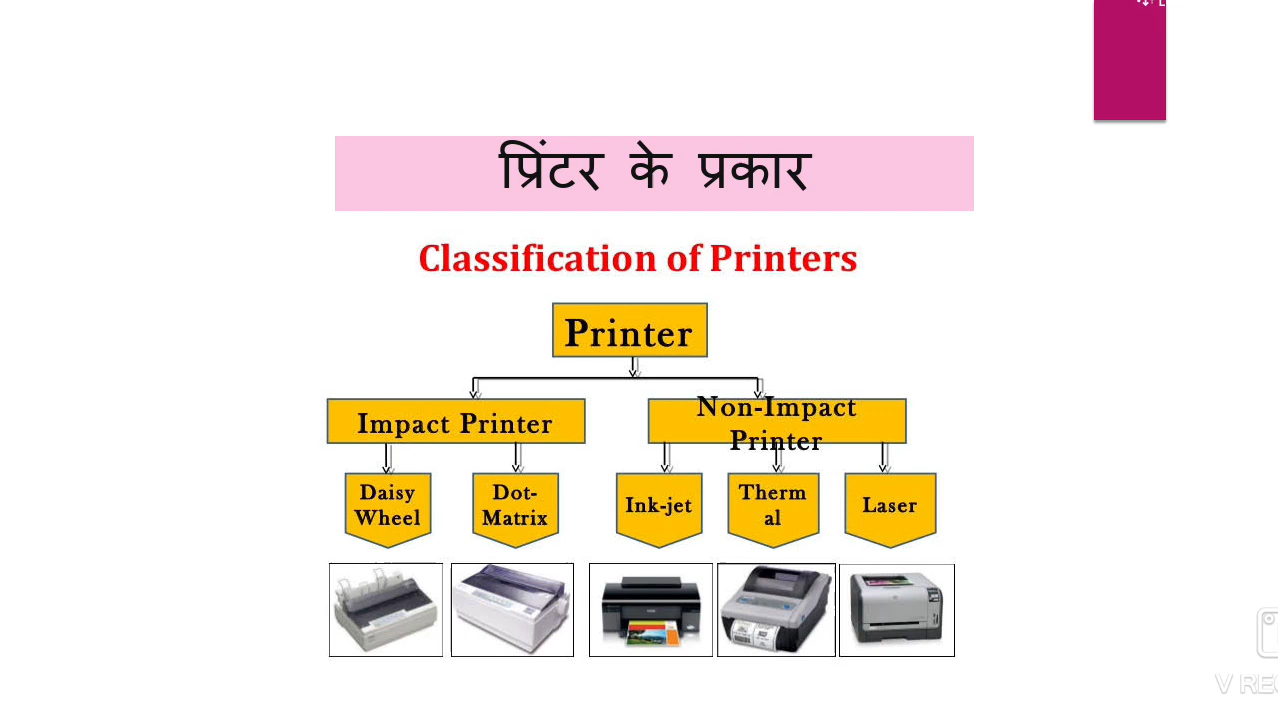 प्रिंटर के प्रकार
Classification of Printers
Printer
Impact Printer
Non-Impact
Printer
Daisy
Wheel
Dot-
Matrix
Ink-jet
Therm
al
Laser
V REC